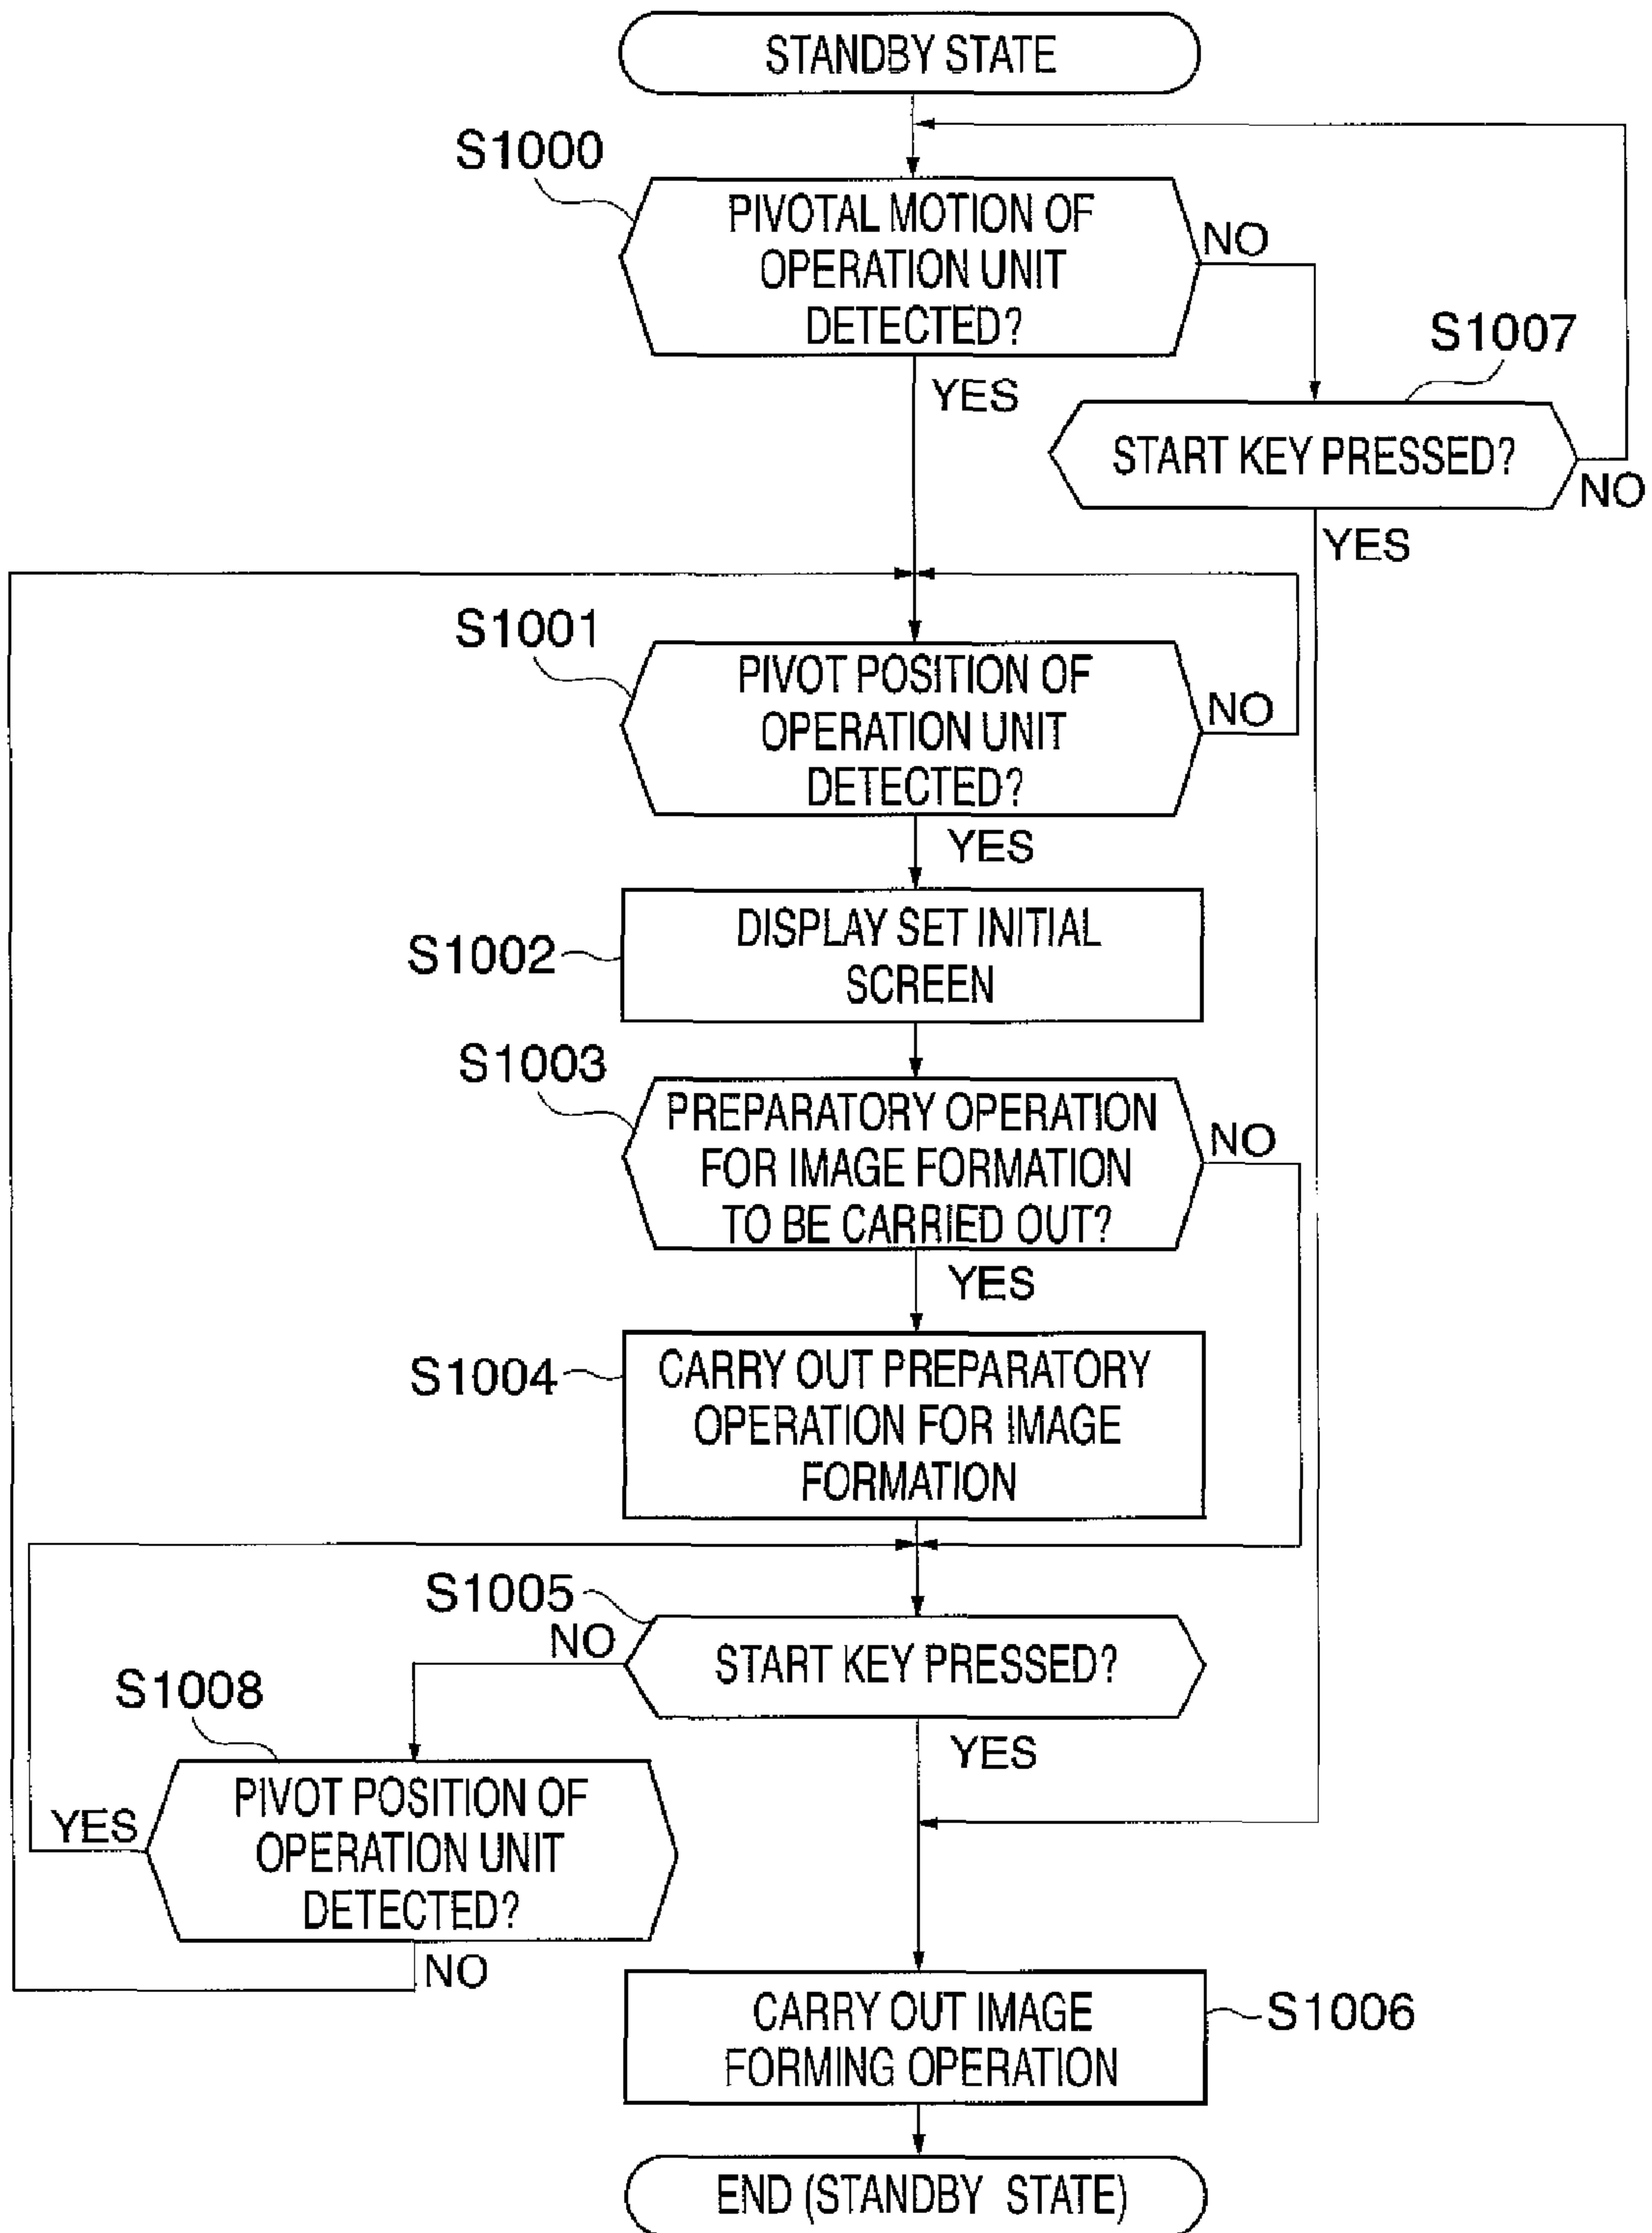 STANDBY STATE
S1000
PIVOTAL MOTION OF
OPERATION UNIT
DETECTED?
NO
YES
S1007
START KEY PRESSED?
NO
YES
S1001
PIVOT POSITION OF
OPERATION UNIT
DETECTED?
NO
YES
S1002
DISPLAY SET INITIAL
SCREEN
S1003
PREPARATORY OPERATION
FOR IMAGE FORMATION
TO BE CARRIED OUT?
NO
YES
S1004
CARRY OUT PREPARATORY
OPERATION FOR IMAGE
FORMATION
S1005
NO
START KEY PRESSED?
YES
S1008
PIVOT POSITION OF
OPERATION UNIT
DETECTED?
YES
NO
CARRY OUT IMAGE
FORMING OPERATION
S1006
END (STANDBY STATE)